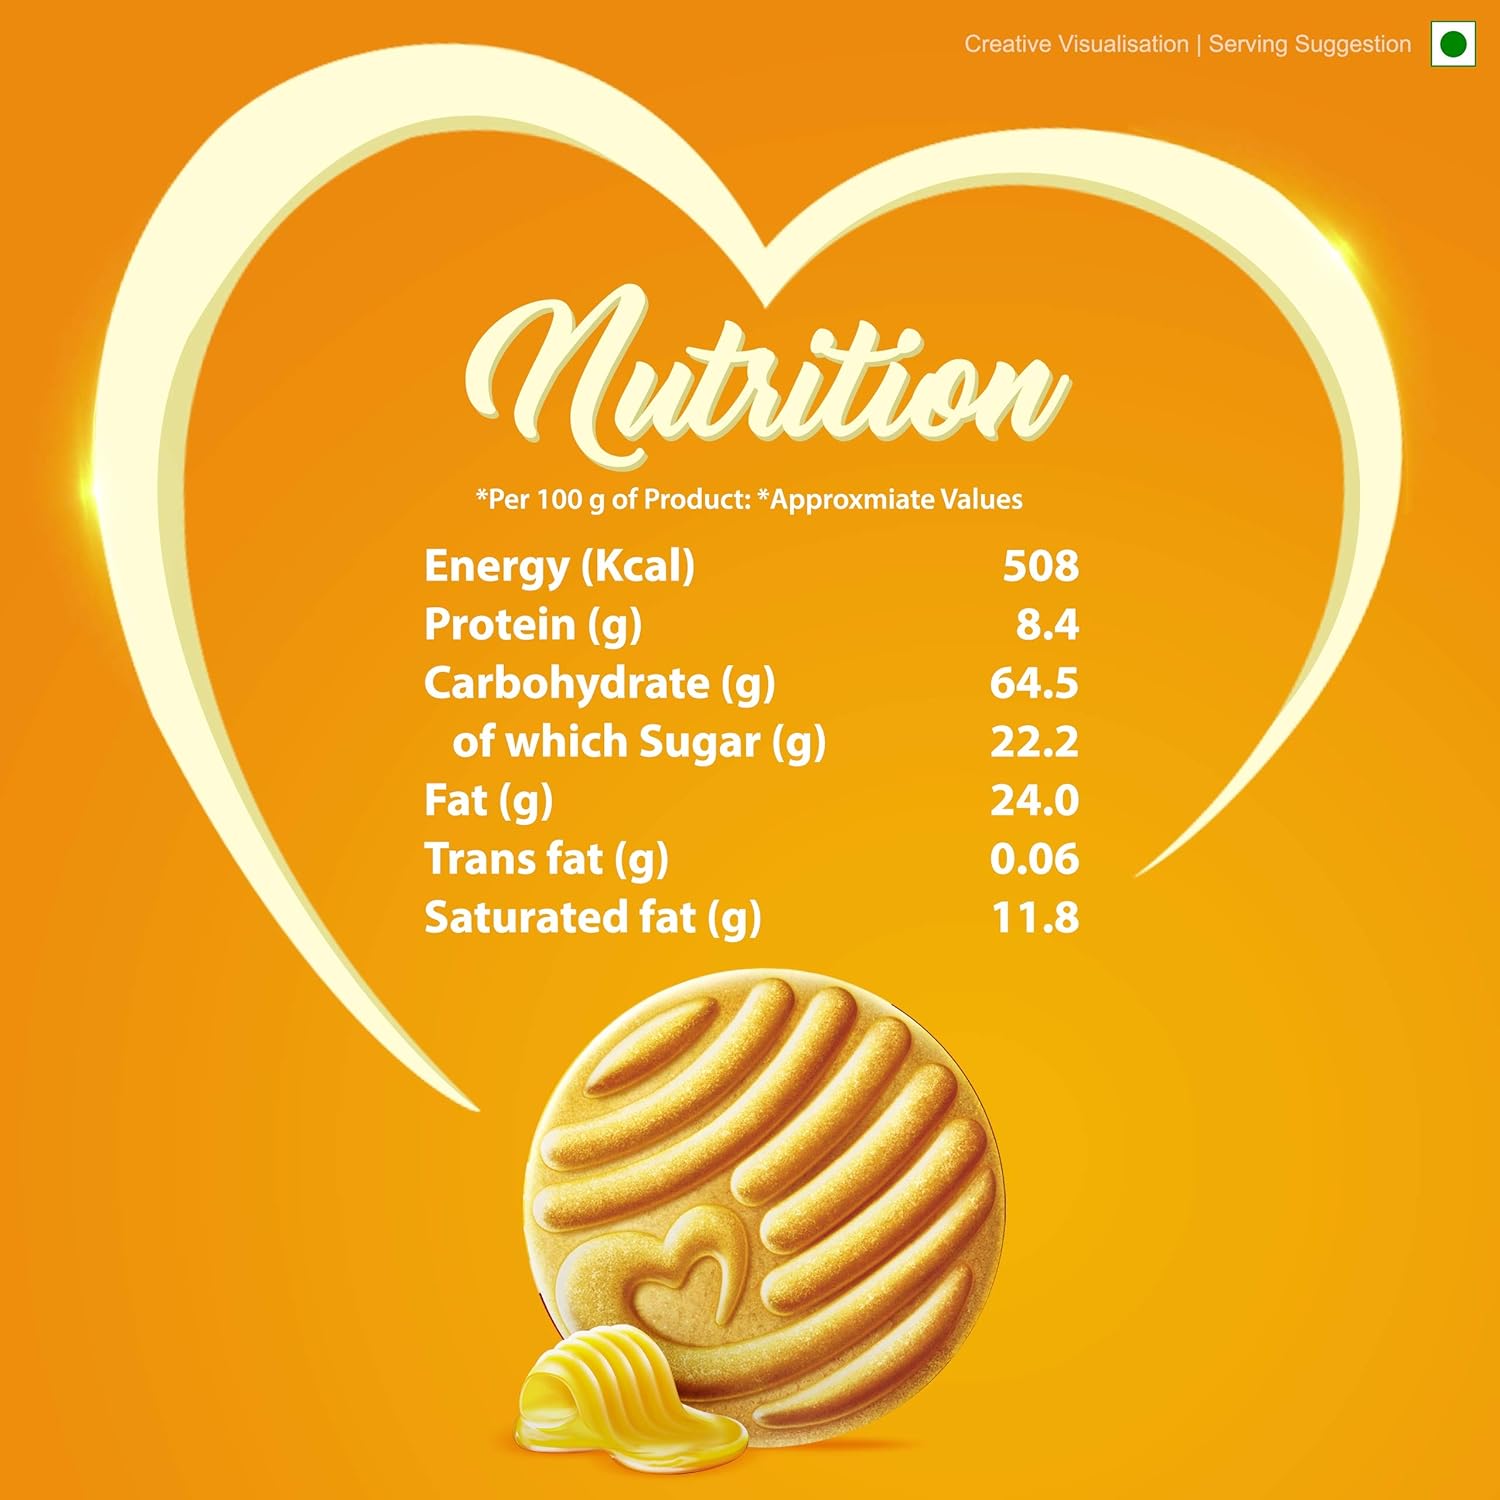 Creative Visualisation | Serving Suggestion
Nutrition
*Per 100 g of Product: *Approxmiate Values
Energy (Kcal) 508
Protein (g) 8.4
Carbohydrate (g) 64.5
of which Sugar (g) 22.2
Fat (g) 24.0
Trans fat (g) 0.06
Saturated fat (g) 11.8